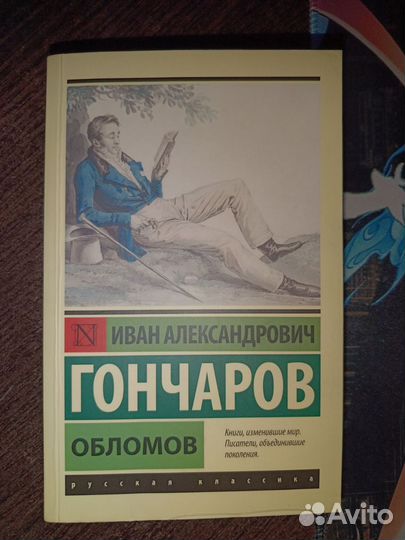 N
ИВАН АЛЕКСАНДРОВИЧ
ГОНЧАРОВ
ОБЛОМОВ
Книги, изменившие мир.
Писатели, объединившие
поколения.
русская классика
Avito